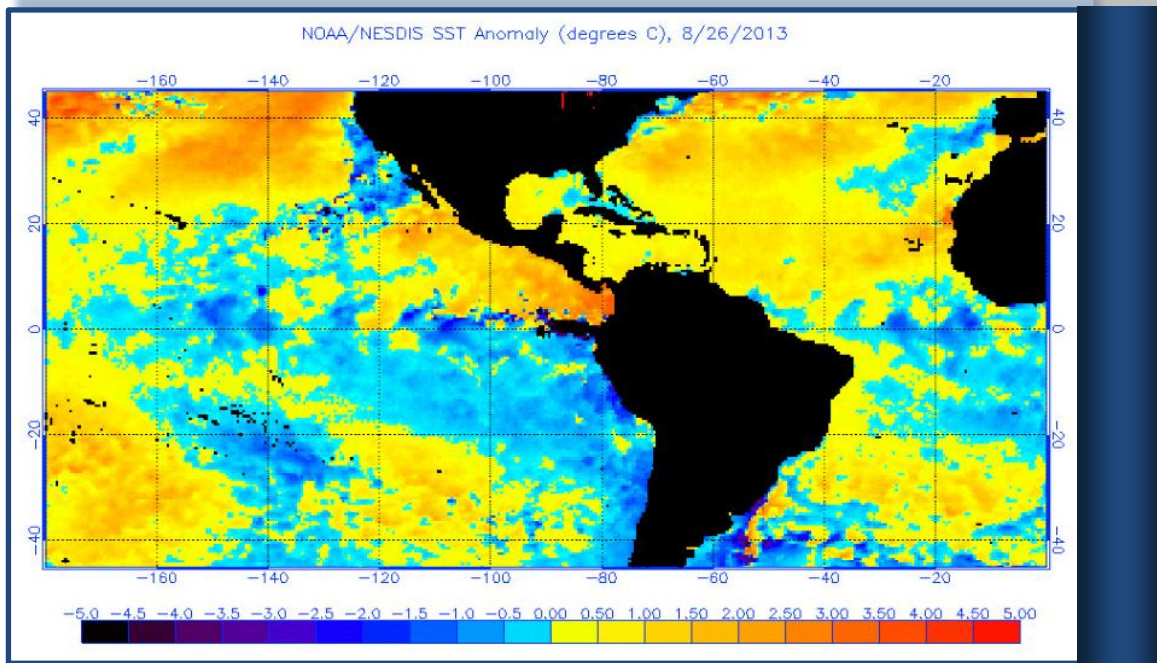 NOAA/NESDIS SST Anomaly (degrees C), 8/26/2013
-160 -140 -120 -100 -80 -60 -40 -20
40 40
20 20
0 0
-20 -20
-40 -40
-160 -140 -120 -100 -80 -60 -40 -20
-5.0 -4.5 -4.0 -3.5 -3.0 -2.5 -2.0 -1.5 -1.0 -0.5 0.00 0.50 1.00 1.50 2.00 2.50 3.00 3.50 4.00 4.50 5.00